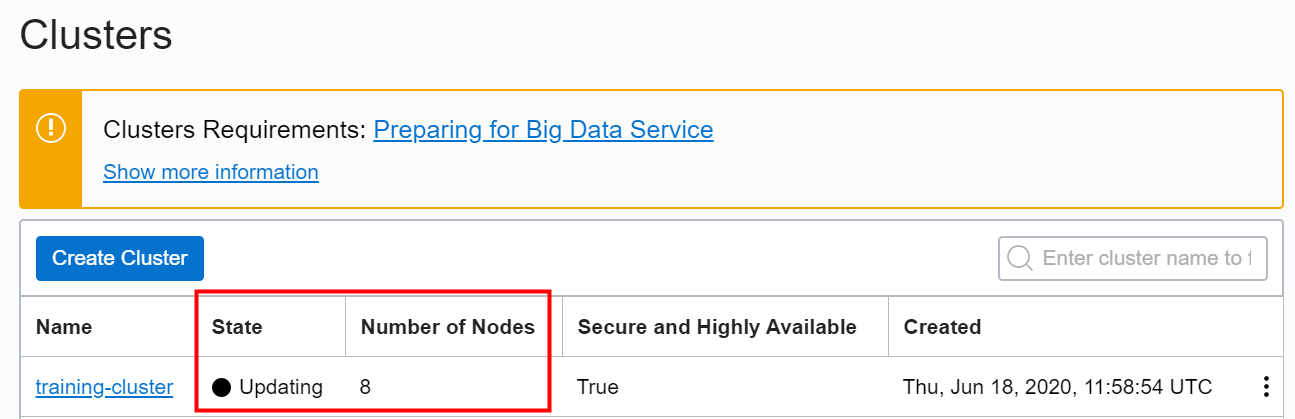 Clusters
Clusters Requirements: Preparing for Big Data Service
Show more information
Create Cluster
Enter cluster name to
Name State Number of Nodes Secure and Highly Available Created
training-cluster Updating 8 True Thu, Jun 18, 2020, 11:58:54 UTC